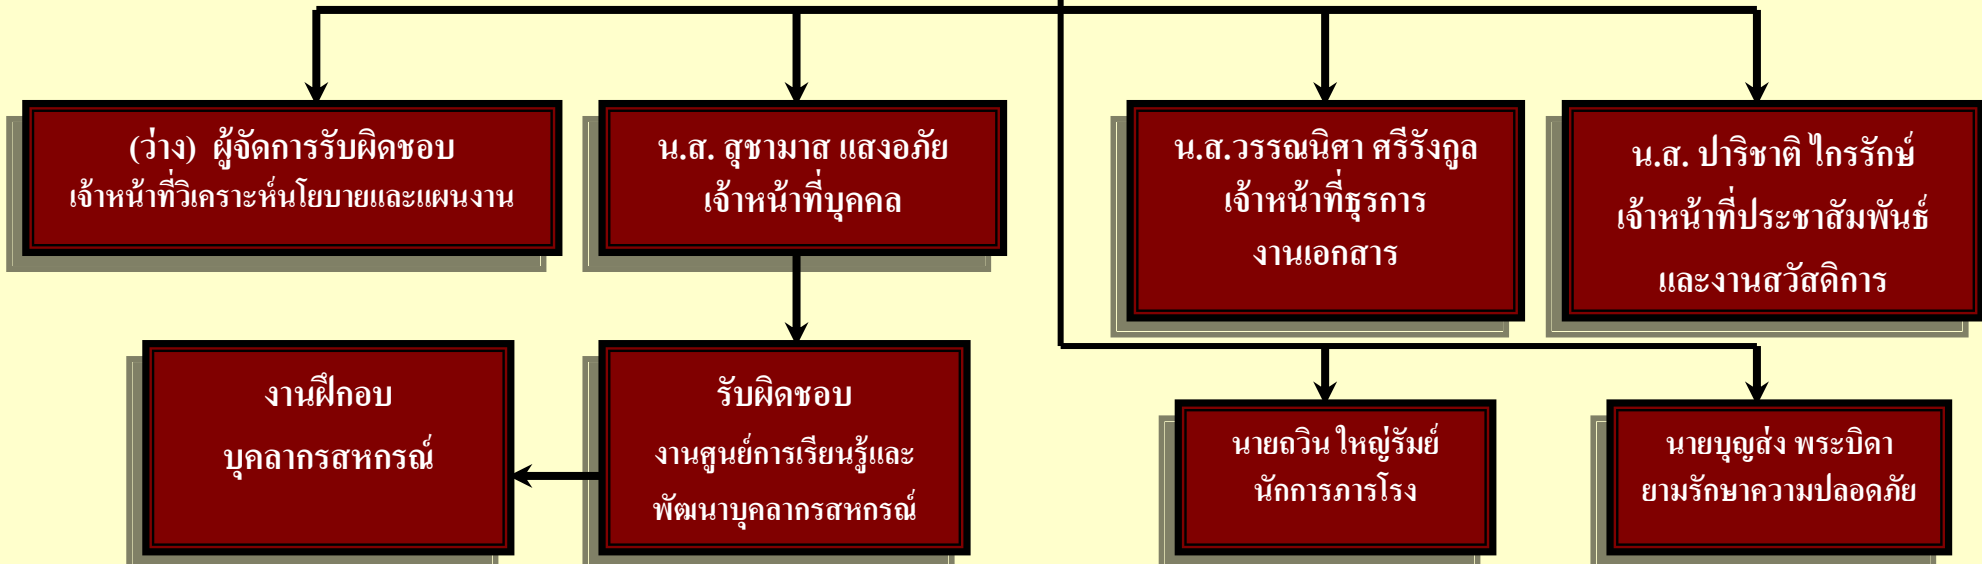 (ว่าง) ผู้จัดการรับผิดชอบ
เจ้าหน้าที่วิเคราะห์นโยบายและแผนงาน
น.ส. สุชามาส แสงอภัย
เจ้าหน้าที่บุคคล
น.ส.วรรณนิศา ศรีรังกูล
เจ้าหน้าที่ธุรการ
งานเอกสาร
น.ส. ปาริชาติ ไกรรักษ์
เจ้าหน้าที่ประชาสัมพันธ์
และงานสวัสดิการ
งานฝึกอบ
บุคลากรสหกรณ์
รับผิดชอบ
งานศูนย์การเรียนรู้และ
พัฒนาบุคลากรสหกรณ์
นายถวิน ใหญ่รัมย์
นักการภารโรง
นายบุญส่ง พระบิดา
ยามรักษาความปลอดภัย